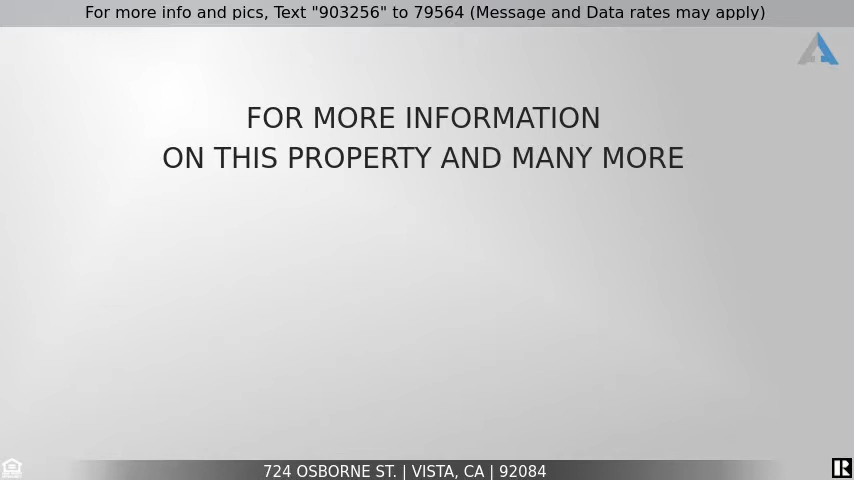 For more info and pics, Text "903256" to 79564 (Message and Data rates may apply)
FOR MORE INFORMATION
ON THIS PROPERTY AND MANY MORE
724 OSBORNE ST. | VISTA, CA | 92084